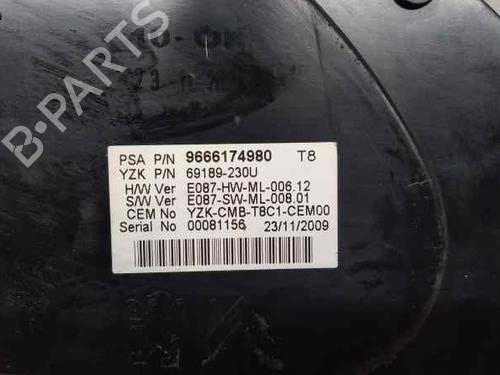 PSA P/N 9666174980 T8
YZK P/N 69189-230U
H/W Ver E087-HW-ML-006.12
S/W Ver E087-SW-ML-008.01
CEM No YZK-CMB-T8C1-CEM00
Serial No 00081156 23/11/2009